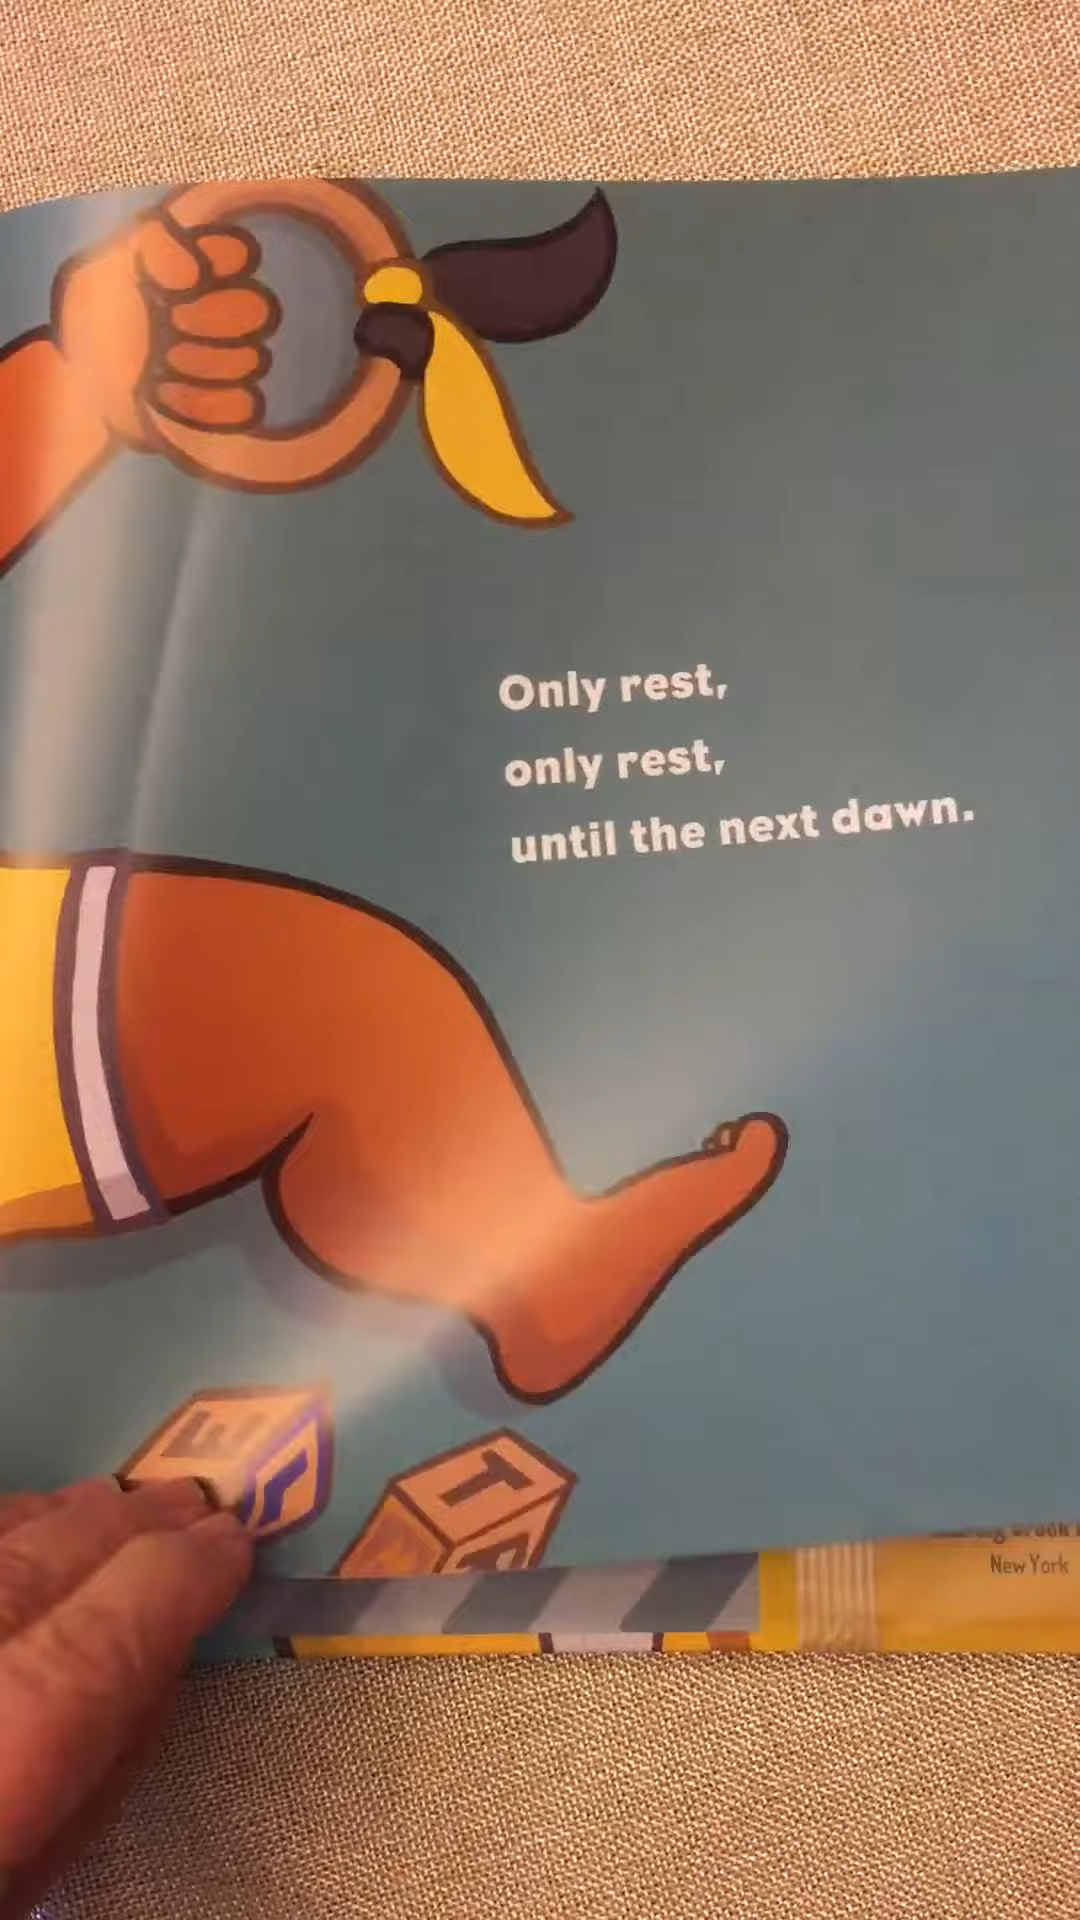 Only rest,
only rest,
until the next dawn.
E
L
T
New York